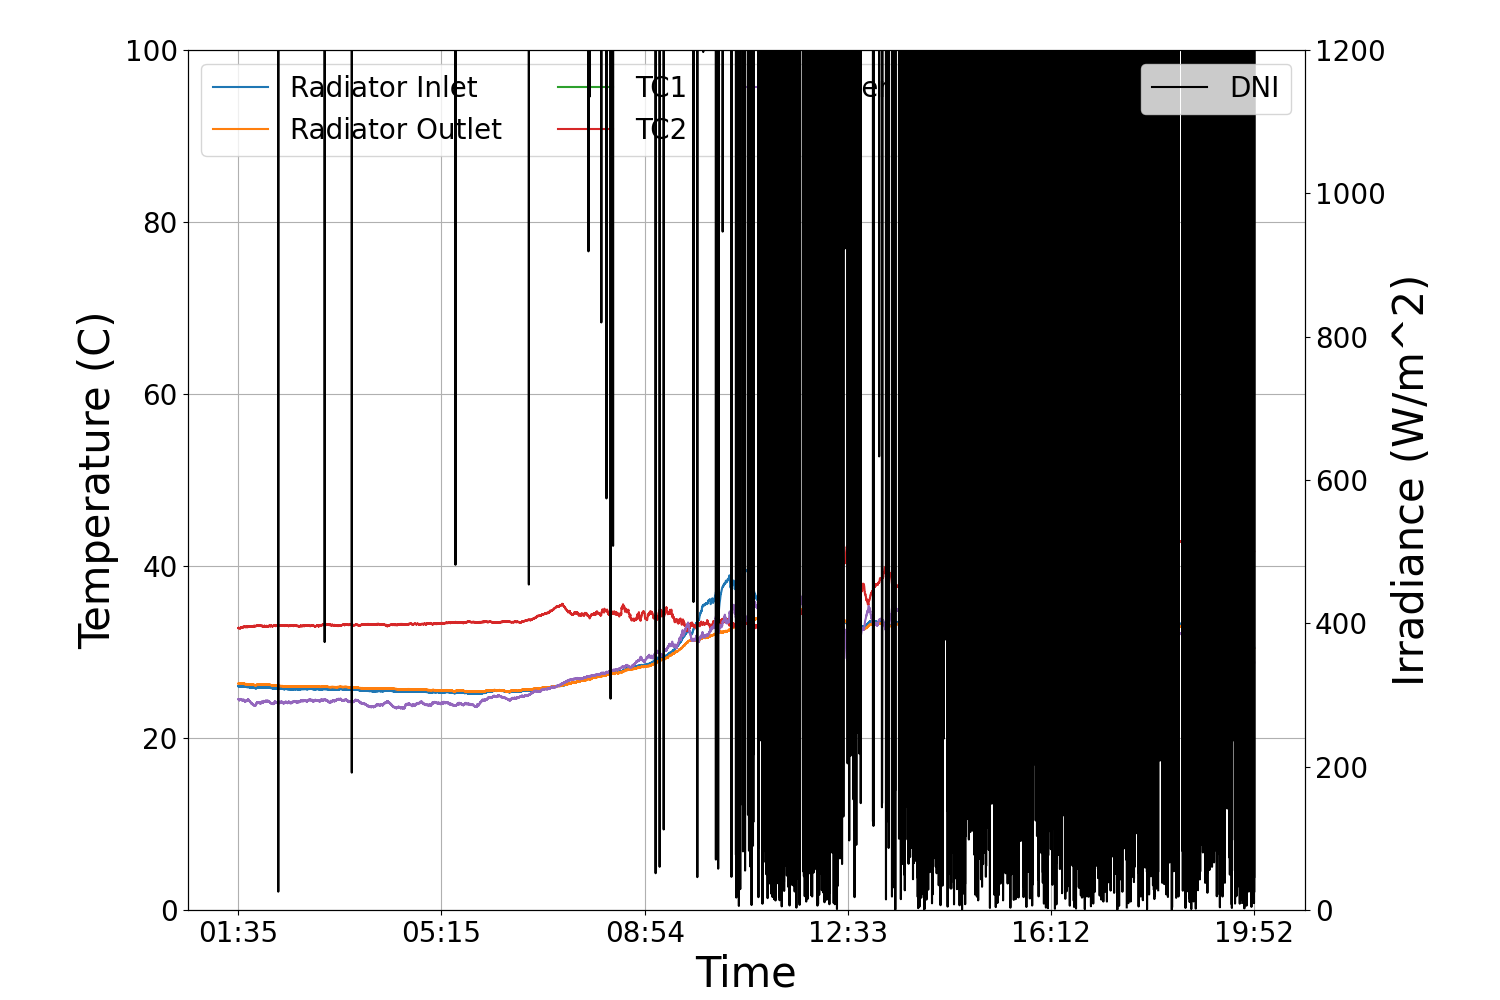 100
80
60
40
20
0
Temperature (C)
Radiator Inlet
Radiator Outlet
TC1
TC2
DNI
1200
1000
800
600
400
200
0
Irradiance (W/m^2)
01:35 05:15 08:54 12:33 16:12 19:52
Time